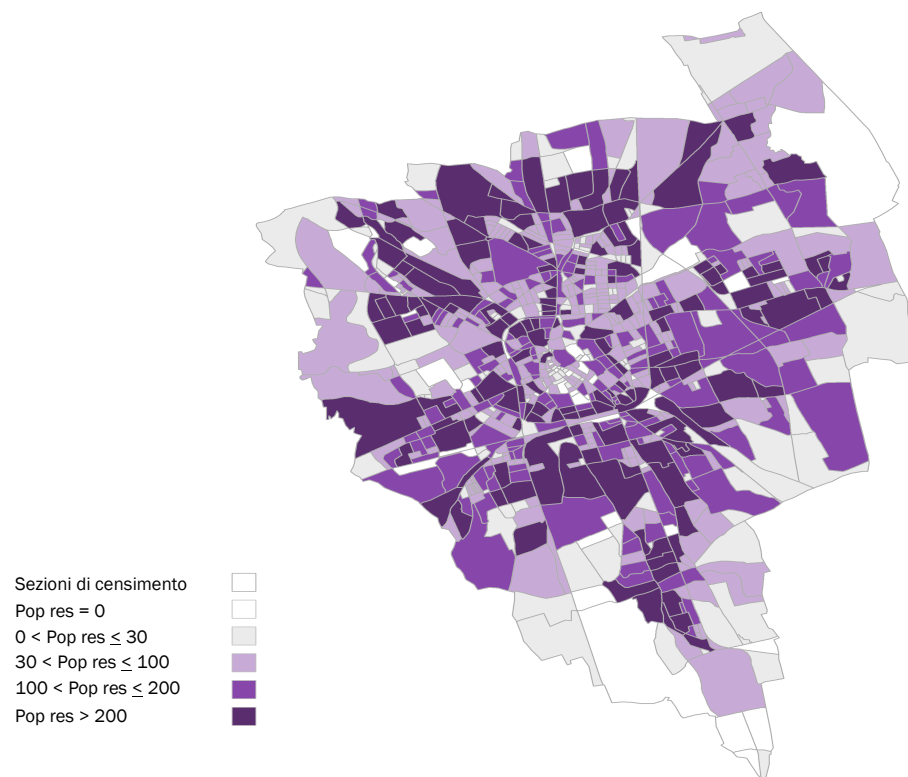 Sezioni di censimento
Pop res = 0
0 < Pop res ≤ 30
30 < Pop res ≤ 100
100 < Pop res ≤ 200
Pop res > 200